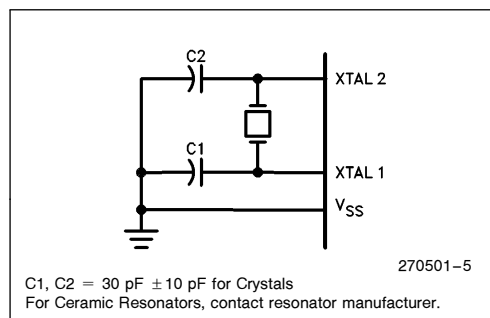 C2
XTAL 2
C1
XTAL 1
VSS
270501–5
C1, C2 = 30 pF ±10 pF for Crystals
For Ceramic Resonators, contact resonator manufacturer.